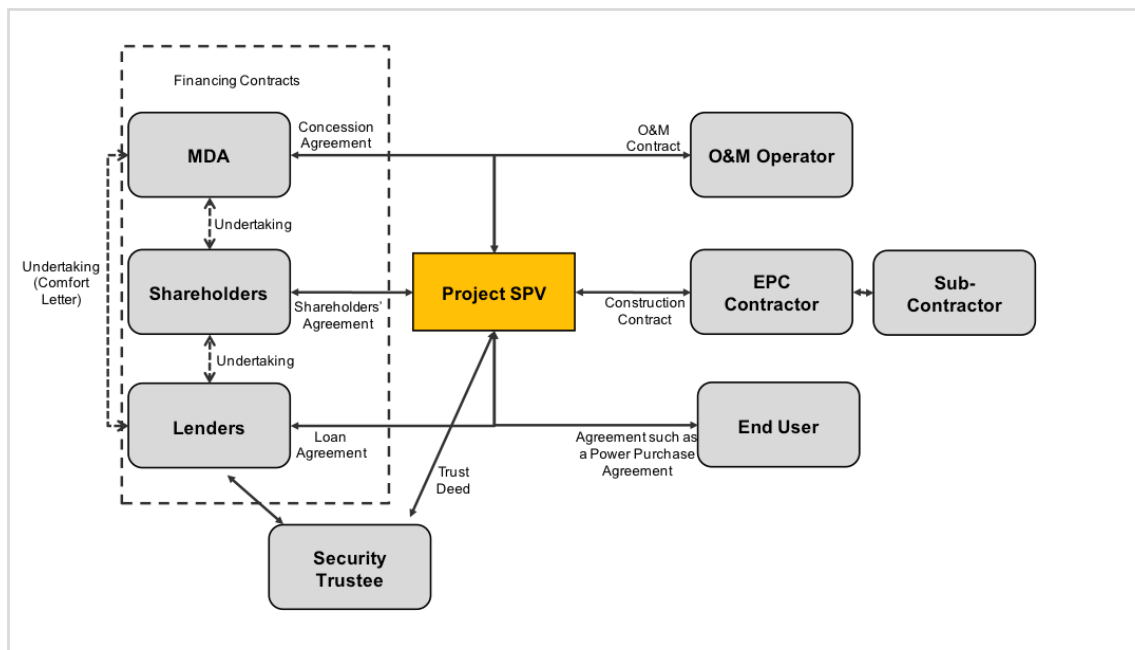 Financing Contracts
MDA
Concession
Agreement
O&M
Contract
O&M Operator
Undertaking
Undertaking
(Comfort
Letter)
Shareholders
Shareholders’
Agreement
Project SPV
Construction
Contract
EPC
Contractor
Sub-
Contractor
Undertaking
Lenders
Loan
Agreement
Trust
Deed
Agreement such as
a Power Purchase
Agreement
End User
Security
Trustee